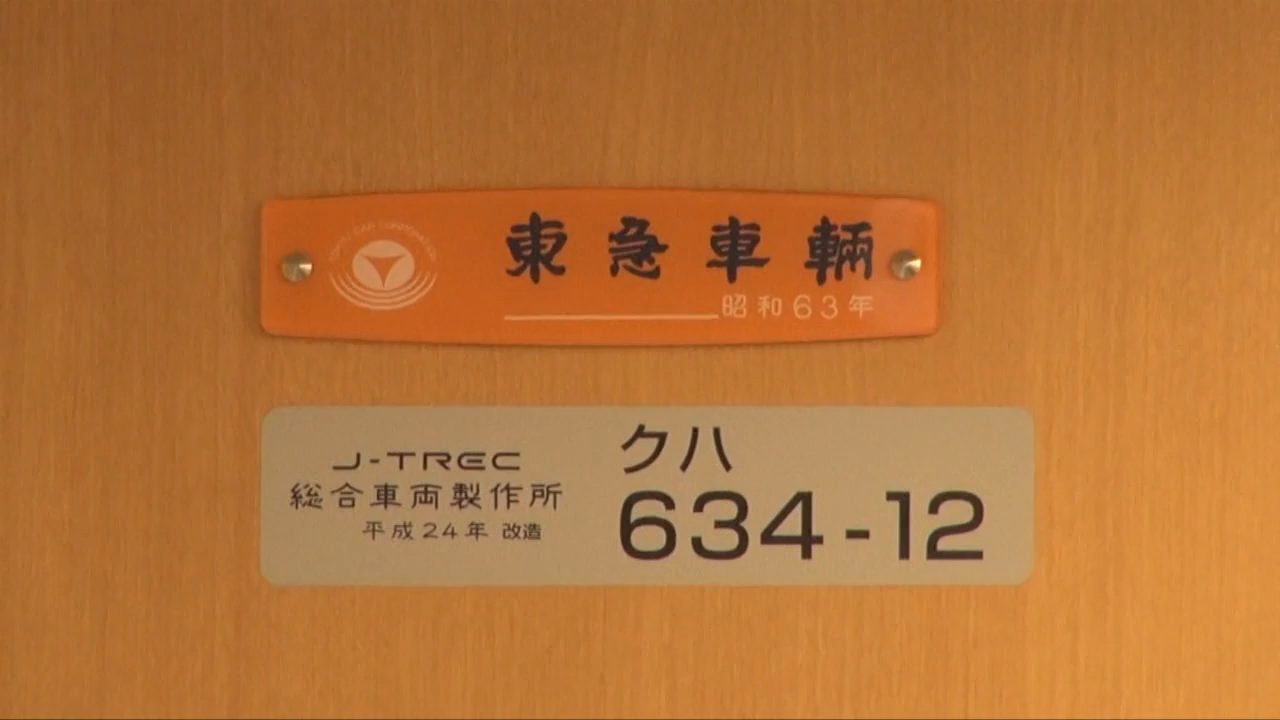 東急車輛
昭和63年
J-TREC
総合車両製作所
平成24年 改造
クハ
634-12